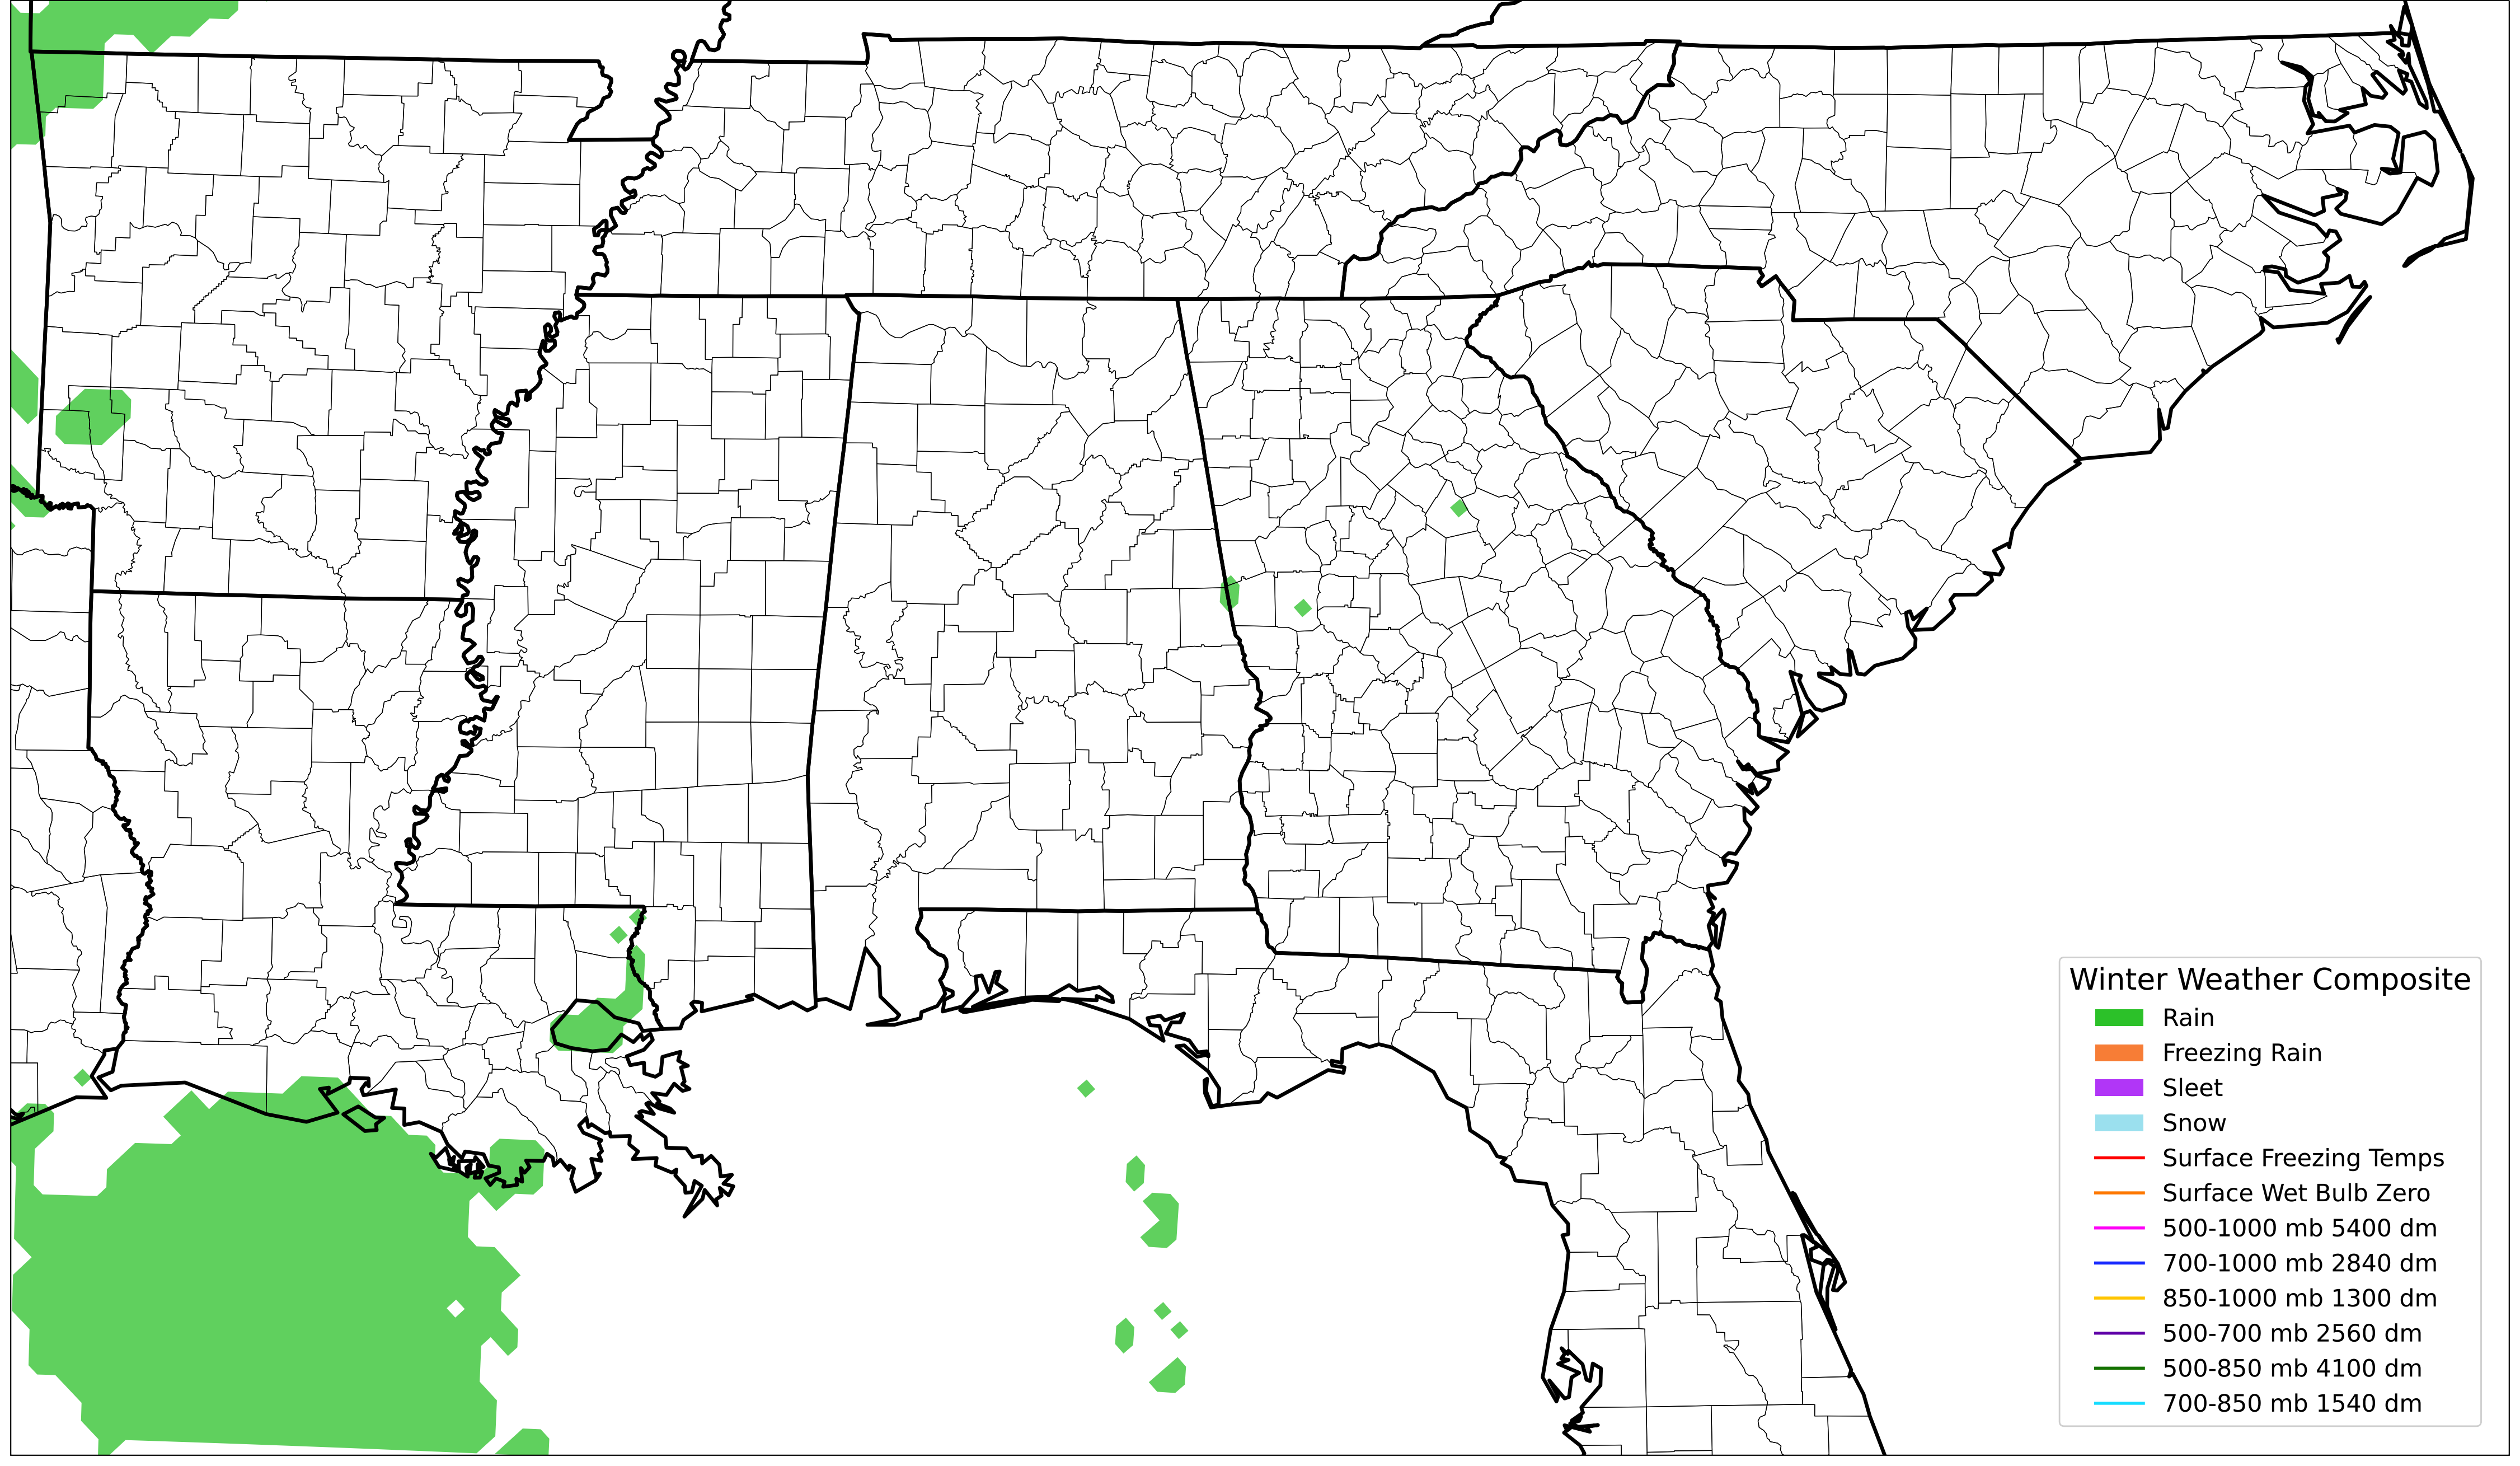 Winter Weather Composite
Rain
Freezing Rain
Sleet
Snow
Surface Freezing Temps
Surface Wet Bulb Zero
500-1000 mb 5400 dm
700-1000 mb 2840 dm
850-1000 mb 1300 dm
500-700 mb 2560 dm
500-850 mb 4100 dm
700-850 mb 1540 dm